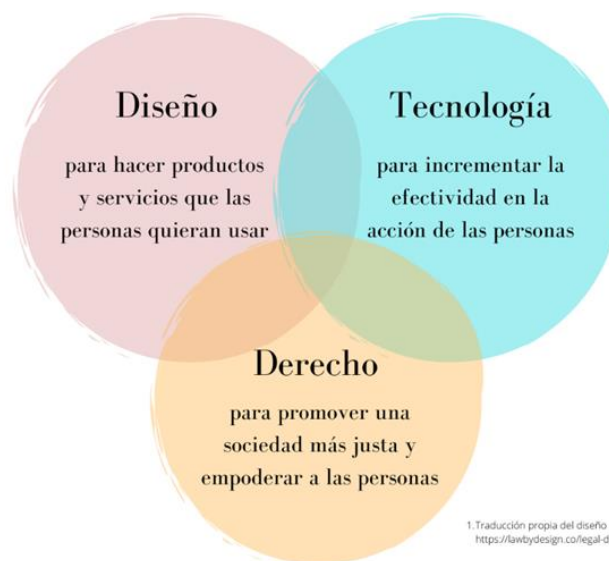 Diseño
para hacer productos
y servicios que las
personas quieran usar
Tecnología
para incrementar la
efectividad en la
acción de las personas
Derecho
para promover una
sociedad más justa y
empoderar a las personas
1.Traducción propia del diseño
https://lawbydesign.co/legal-d